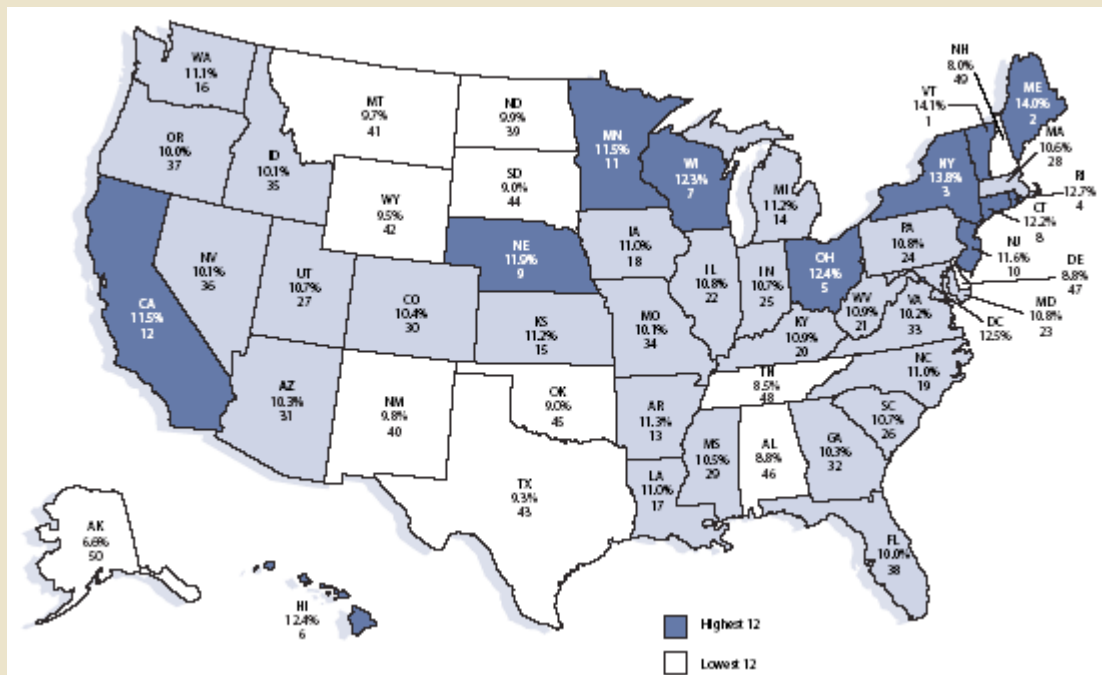 WA
11.1%
16
OR
10.0%
37
CA
11.5%
12
ID
10.1%
35
NV
10.1%
36
MT
9.7%
41
WY
9.5%
42
UT
10.7%
27
AZ
10.3%
31
CO
10.4%
30
NM
9.8%
40
ND
9.9%
39
SD
9.0%
44
NE
11.9%
9
KS
11.2%
15
OK
9.0%
45
TX
9.3%
43
MN
11.5%
11
IA
11.0%
18
MO
10.1%
34
AR
11.3%
13
LA
11.0%
17
WI
12.3%
7
IL
10.8%
22
MI
11.2%
14
IN
10.7%
25
OH
12.4%
5
KY
10.9%
20
TN
8.5%
48
MS
10.5%
29
AL
8.8%
46
GA
10.3%
32
FL
10.0%
38
SC
10.7%
26
NC
11.0%
19
VA
10.2%
33
WV
10.9%
21
PA
10.8%
24
NY
13.8%
3
VT
14.1%
1
NH
8.0%
49
ME
14.0%
2
MA
10.6%
28
RI
12.7%
4
CT
12.2%
8
NJ
11.6%
10
DE
8.8%
47
MD
10.8%
23
DC
12.5%
AK
6.6%
50
HI
12.4%
6
Highest 12
Lowest 12